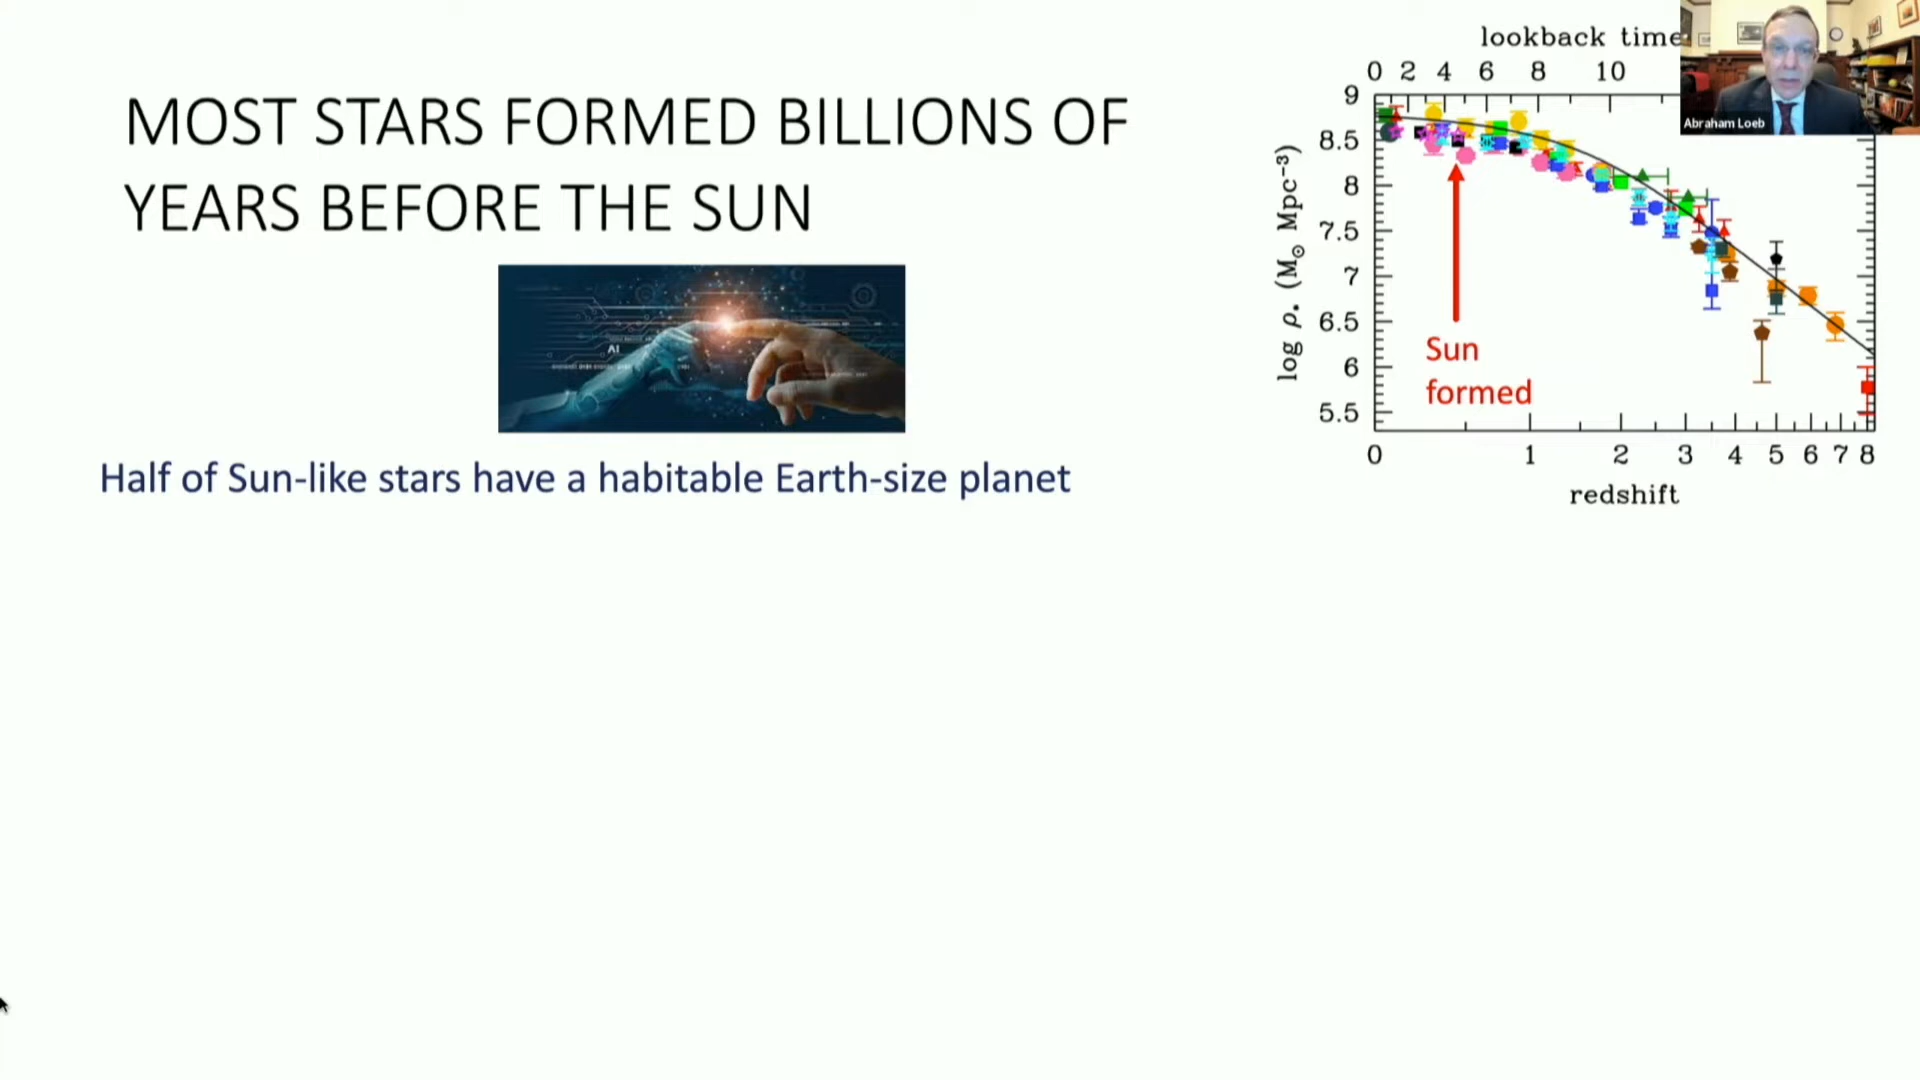 MOST STARS FORMED BILLIONS OF
YEARS BEFORE THE SUN
AI
Half of Sun-like stars have a habitable Earth-size planet
lookback time
0 2 4 6 8 10
9
8.5
8
7.5
7
6.5
6
5.5
log ρ* (M⊙ Mpc⁻³)
Sun
formed
0 1 2 3 4 5 6 7 8
redshift
Abraham Loeb